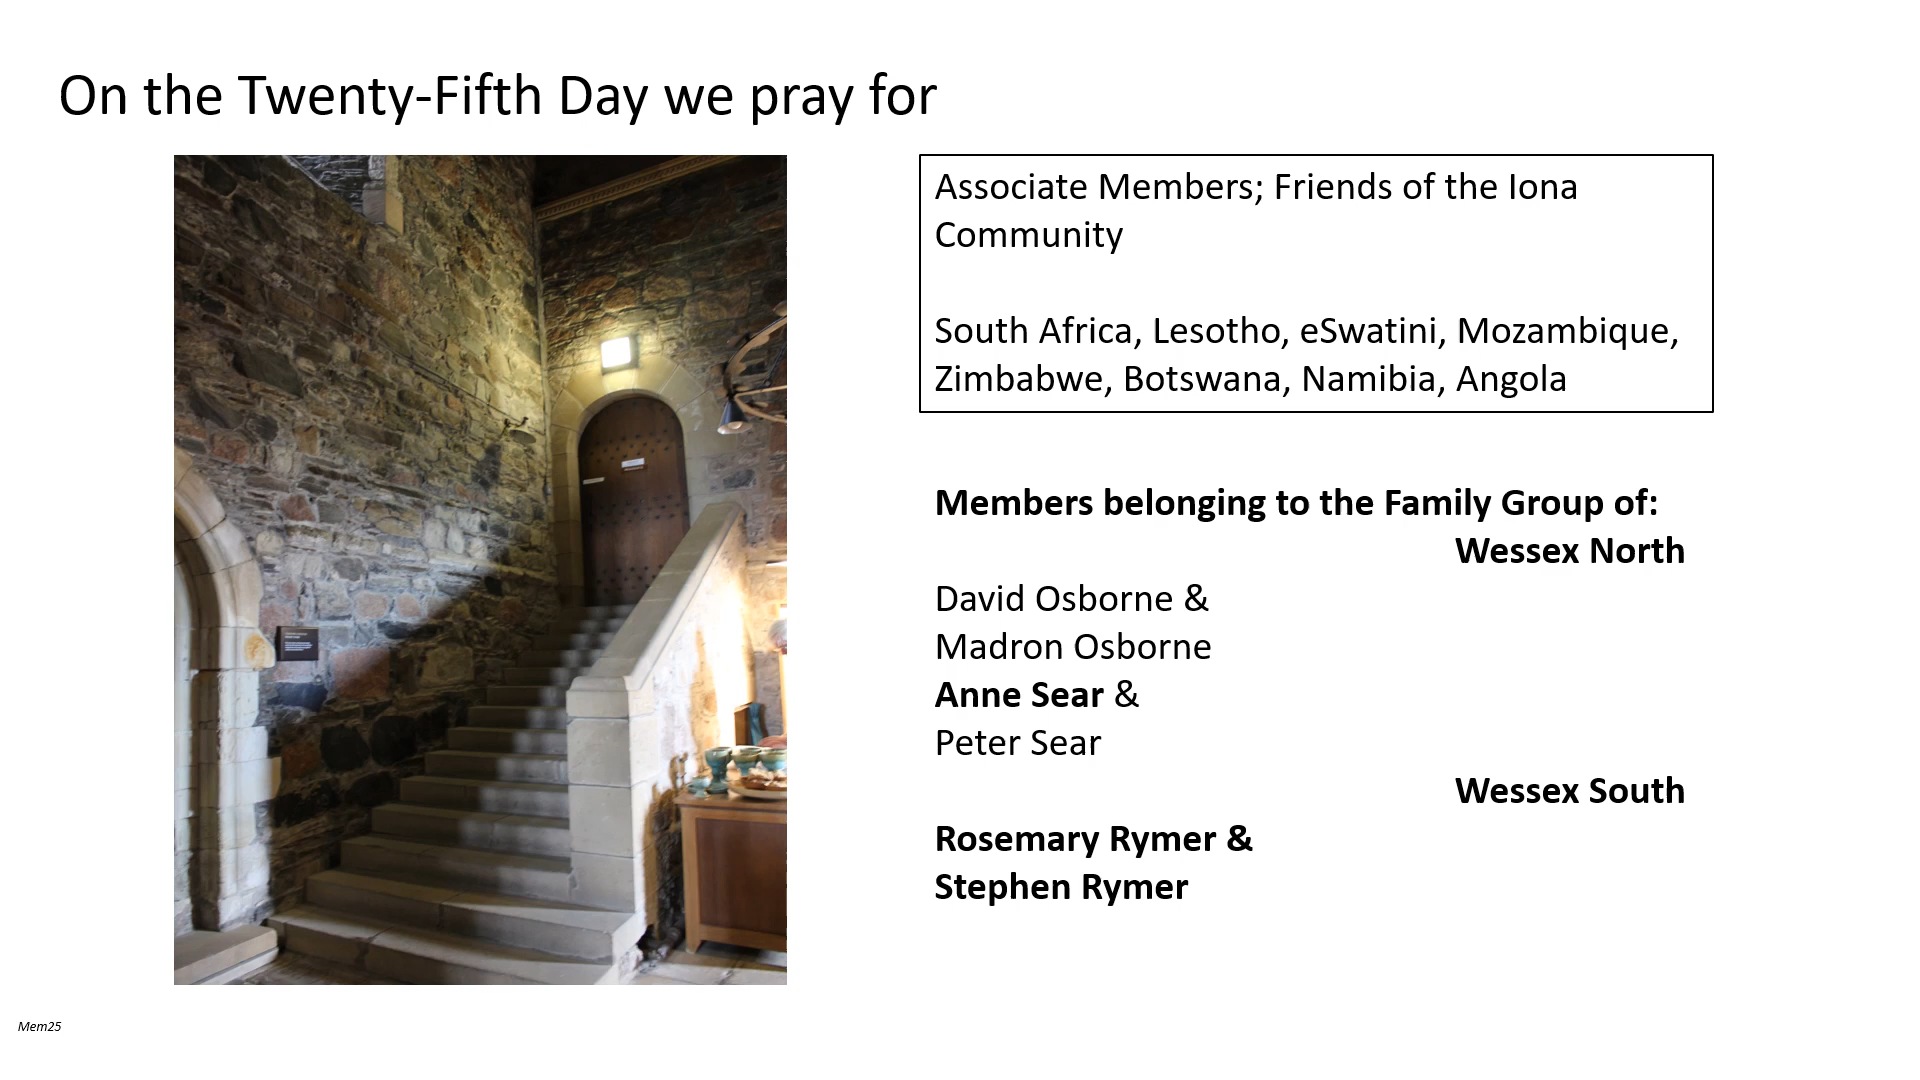 On the Twenty-Fifth Day we pray for
Associate Members; Friends of the Iona
Community
South Africa, Lesotho, eSwatini, Mozambique,
Zimbabwe, Botswana, Namibia, Angola
Members belonging to the Family Group of:
Wessex North
David Osborne &
Madron Osborne
Anne Sear &
Peter Sear
Wessex South
Rosemary Rymer &
Stephen Rymer
Mem25